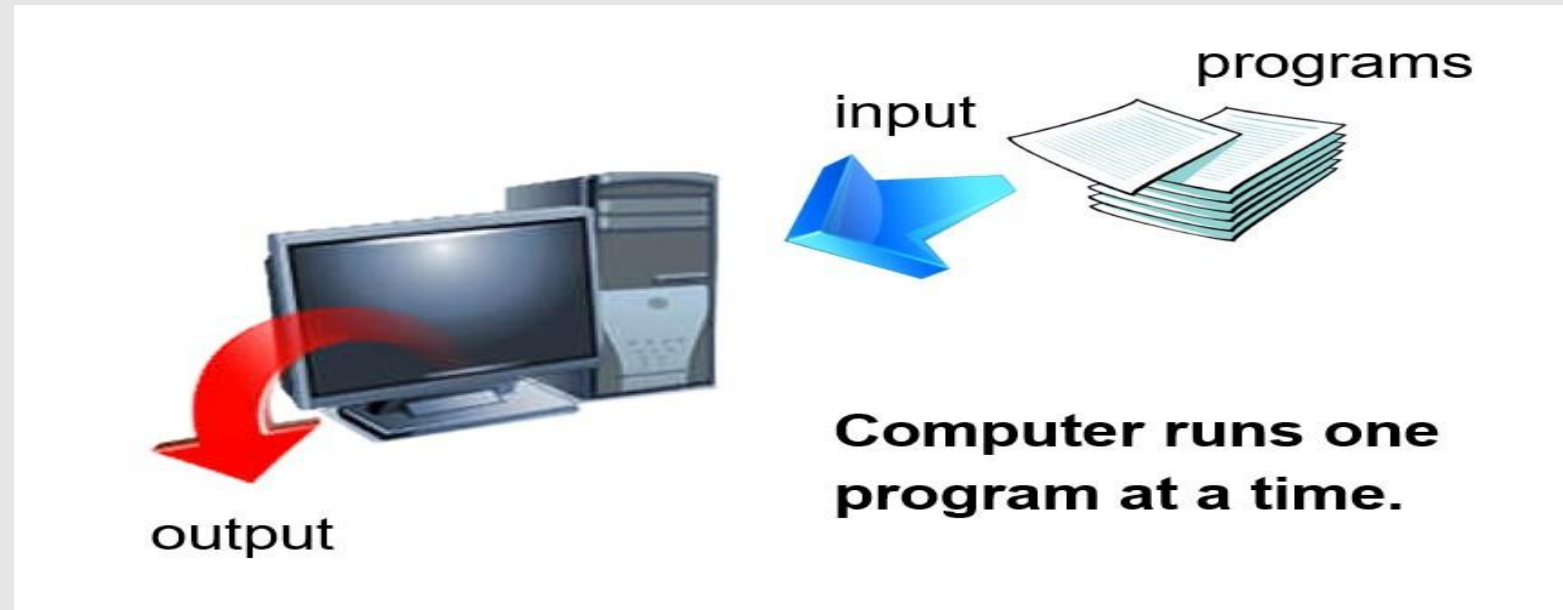 programs
input
Computer runs one
program at a time.
output